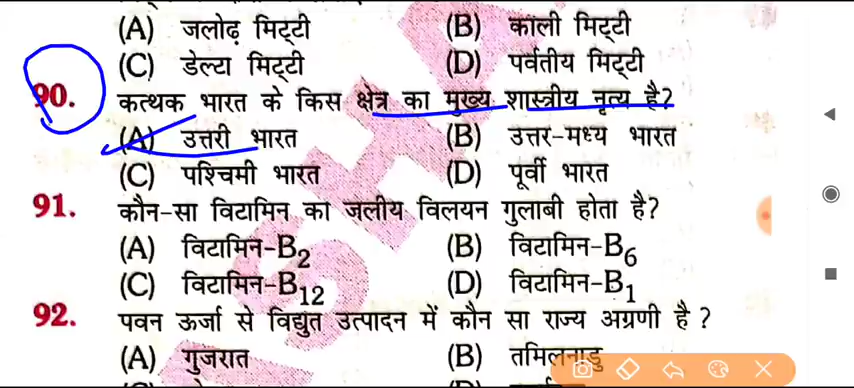 (A) जलोढ़ मिट्टी (B) काली मिट्टी
(C) डेल्टा मिट्टी (D) पर्वतीय मिट्टी
90. कत्थक भारत के किस क्षेत्र का मुख्य शास्त्रीय नृत्य है?
(A) उत्तरी भारत (B) उत्तर-मध्य भारत
(C) पश्चिमी भारत (D) पूर्वी भारत
91. कौन-सा विटामिन का जलीय विलयन गुलाबी होता है?
(A) विटामिन-B2 (B) विटामिन-B6
(C) विटामिन-B12 (D) विटामिन-B1
92. पवन ऊर्जा से विद्युत उत्पादन में कौन सा राज्य अग्रणी है ?
(A) गुजरात (B) तमिलनाडु